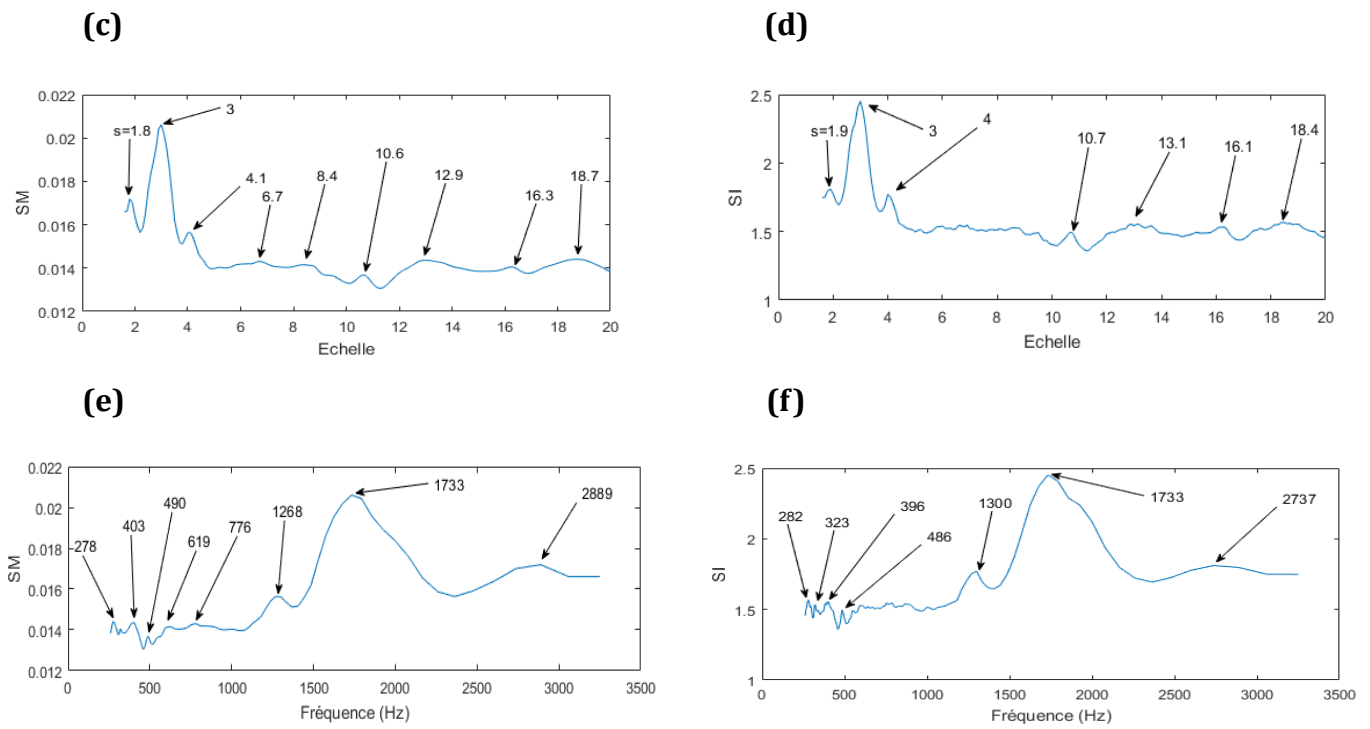 (c)
(d)
0.022
0.02
0.018
0.016
0.014
0.012
SM
s=1.8
3
4.1
6.7
8.4
10.6
12.9
16.3
18.7
0 2 4 6 8 10 12 14 16 18 20
Echelle
2.5
2
1.5
1
SI
s=1.9
3
4
10.7
13.1
16.1
18.4
0 2 4 6 8 10 12 14 16 18 20
Echelle
(e)
(f)
0.022
0.02
0.018
0.016
0.014
0.012
SM
278
403
490
619
776
1268
1733
2889
0 500 1000 1500 2000 2500 3000 3500
Fréquence (Hz)
2.5
2
1.5
1
SI
282
323
396
486
1300
1733
2737
0 500 1000 1500 2000 2500 3000 3500
Fréquence (Hz)